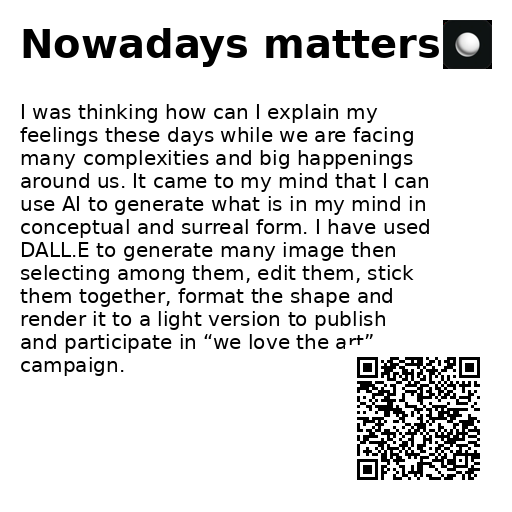 Nowadays matters
I was thinking how can I explain my
feelings these days while we are facing
many complexities and big happenings
around us. It came to my mind that I can
use AI to generate what is in my mind in
conceptual and surreal form. I have used
DALL.E to generate many image then
selecting among them, edit them, stick
them together, format the shape and
render it to a light version to publish
and participate in “we love the art”
campaign.